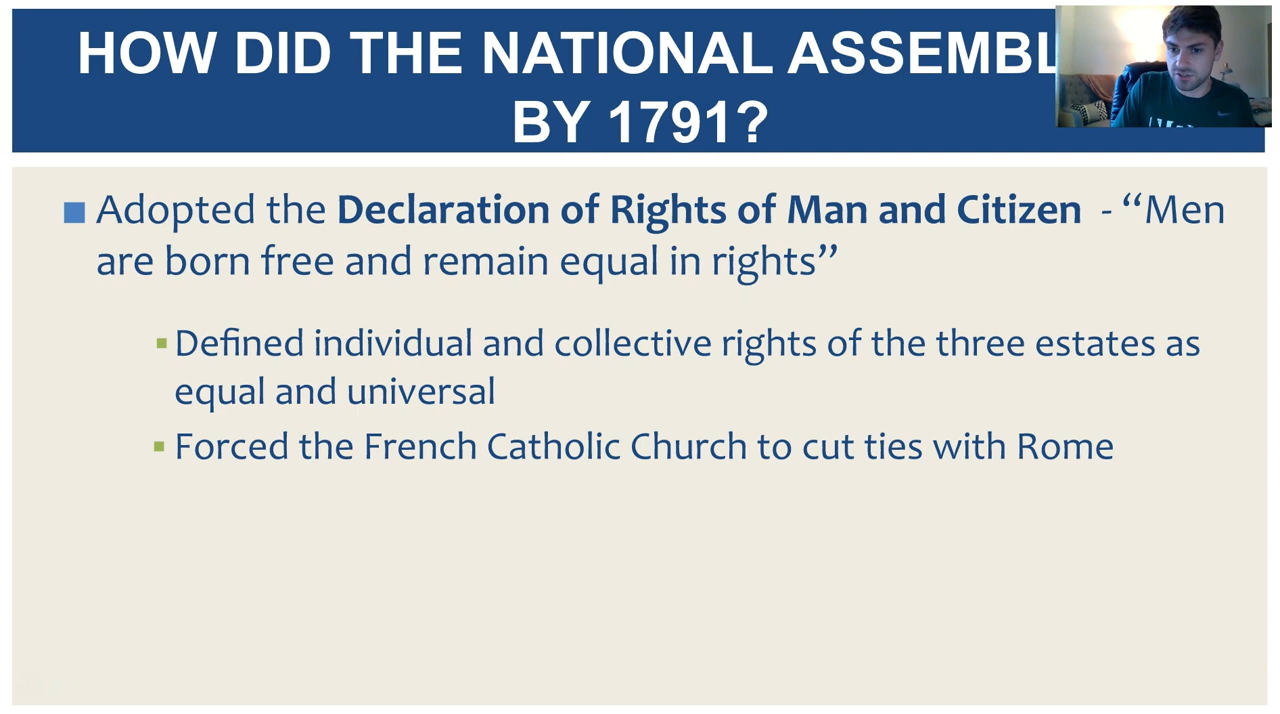 HOW DID THE NATIONAL ASSEMBL
BY 1791?
Adopted the Declaration of Rights of Man and Citizen - “Men
are born free and remain equal in rights”
Defined individual and collective rights of the three estates as
equal and universal
Forced the French Catholic Church to cut ties with Rome